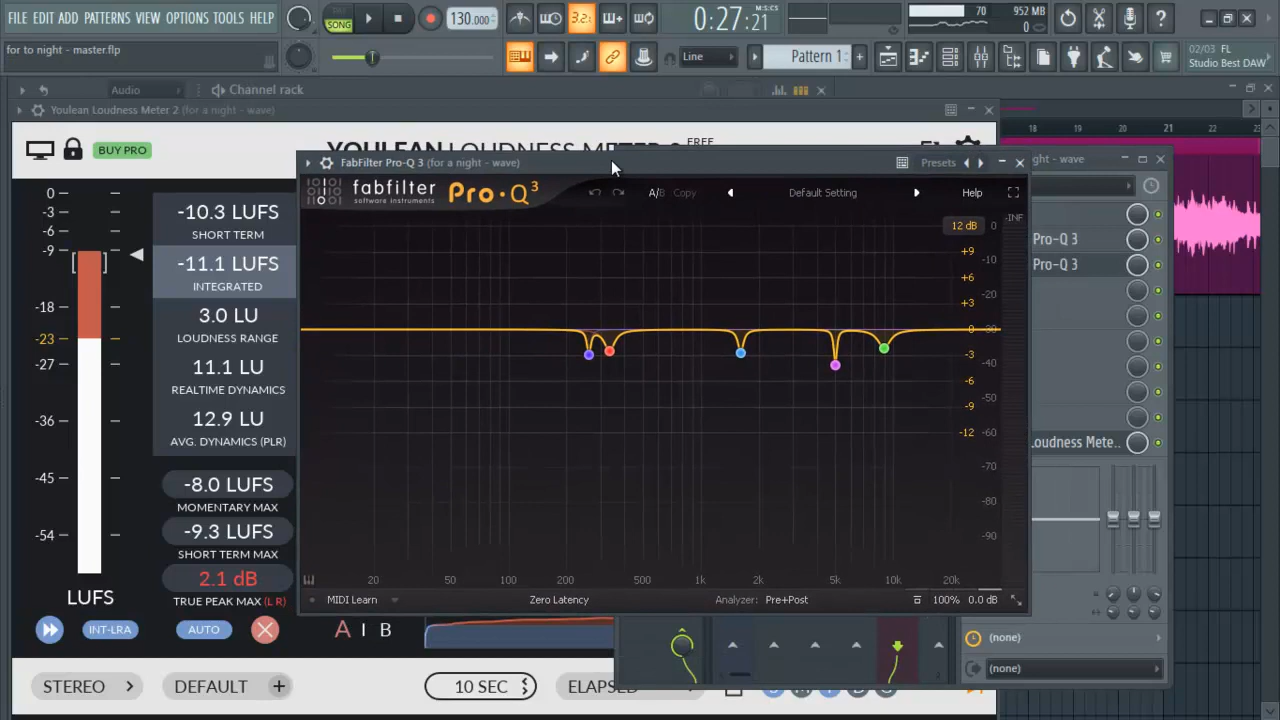 FILE EDIT ADD PATTERNS VIEW OPTIONS TOOLS HELP
SONG
130.000
3.2
0:27:21
M:S:CS
70
952 MB
0
for to night - master.flp
Line
Pattern 1
02/03 FL
Studio Best DAW
Audio
Channel rack
Youlean Loudness Meter 2 (for a night - wave)
BUY PRO
FREE
18 19 20 21 22
0
-3
-6
-9
-18
-23
-27
-36
-45
-54
LUFS
INT-LRA
-10.3 LUFS
SHORT TERM
-11.1 LUFS
INTEGRATED
3.0 LU
LOUDNESS RANGE
11.1 LU
REALTIME DYNAMICS
12.9 LU
AVG. DYNAMICS (PLR)
-8.0 LUFS
MOMENTARY MAX
-9.3 LUFS
SHORT TERM MAX
2.1 dB
TRUE PEAK MAX (L R)
AUTO
STEREO
DEFAULT
A I B
10 SEC
ELAPSED
FabFilter Pro-Q 3 (for a night - wave)
Presets
fabfilter
software instruments
Pro·Q3
A/B
Copy
Default Setting
Help
12 dB
+9
+6
+3
0
-3
-6
-9
-12
-INF
0
-10
-20
-30
-40
-50
-60
-70
-80
-90
20 50 100 200 500 1k 2k 5k 10k 20k
MIDI Learn
Zero Latency
Analyzer: Pre+Post
100%
0.0 dB
ght - wave
Pro-Q 3
Pro-Q 3
Loudness Mete..
(none)
(none)